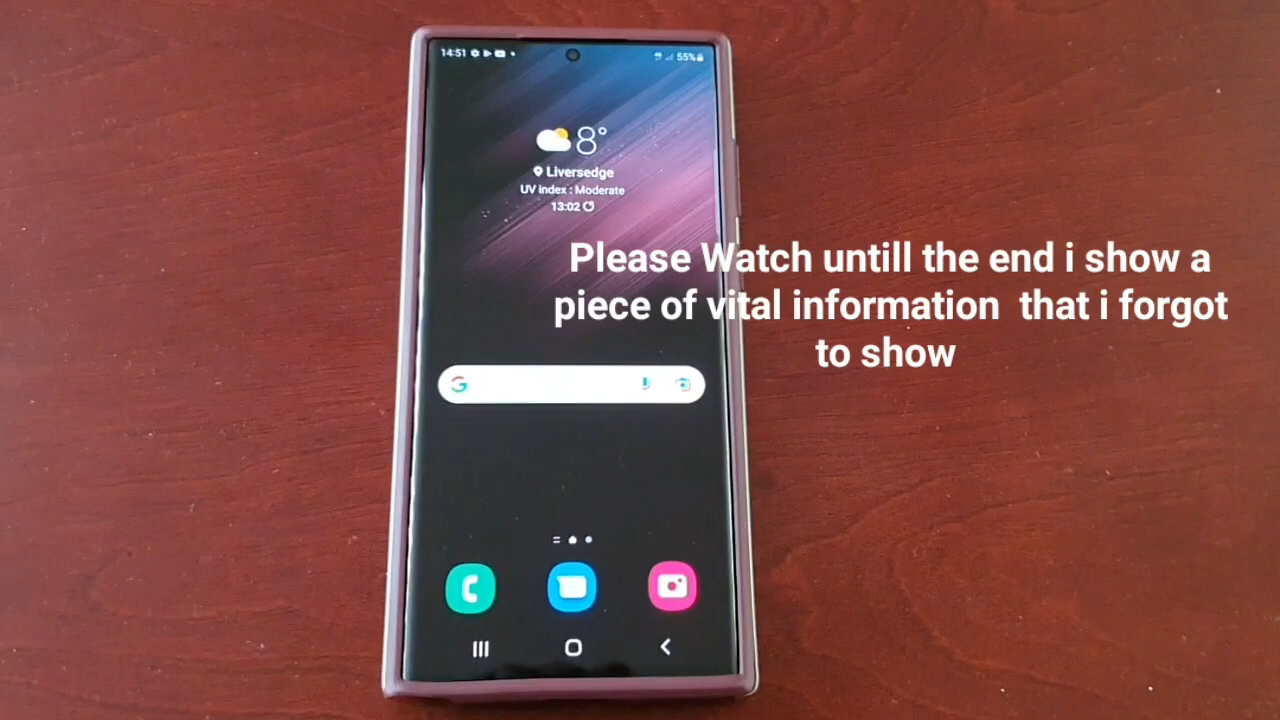 14:51
55%
8°
Liversedge
UV index : Moderate
13:02
Please Watch untill the end i show a
piece of vital information that i forgot
to show
G